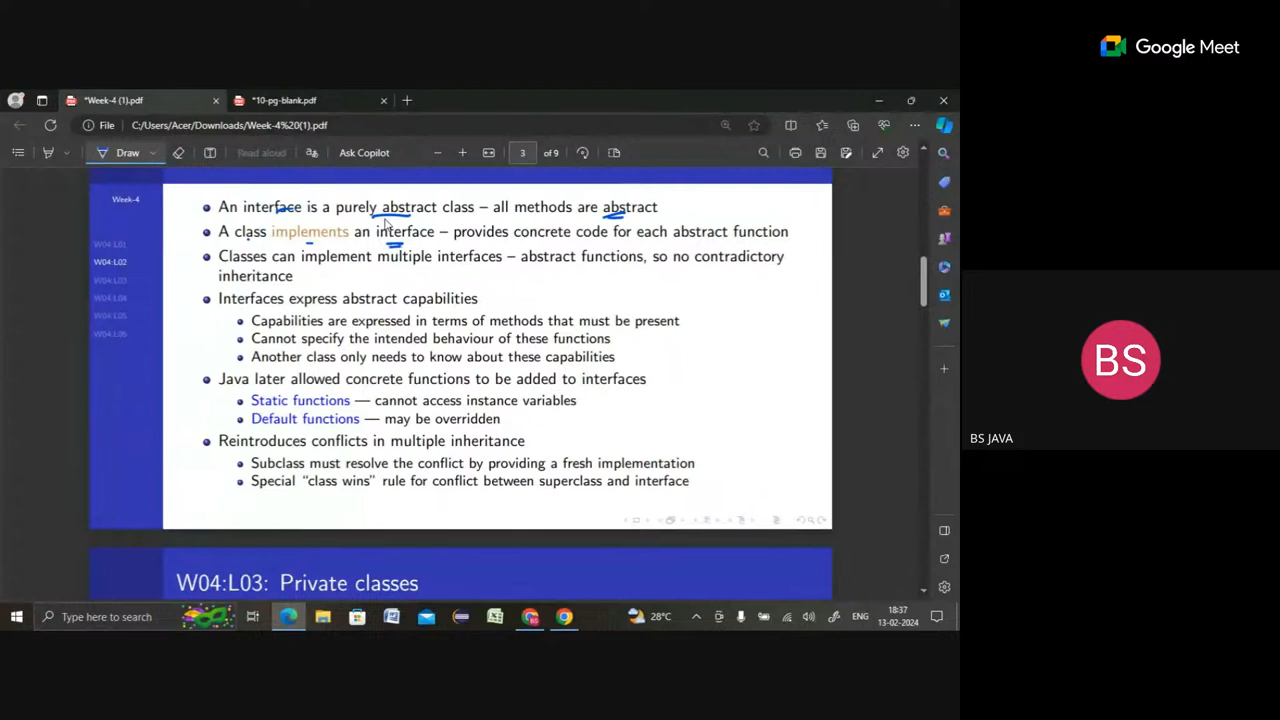 Google Meet
*Week-4 (1).pdf
*10-pg-blank.pdf
File
C:/Users/Acer/Downloads/Week-4%20(1).pdf
Draw
Read aloud
aあ
Ask Copilot
3
of 9
Week-4
W04:L01
W04:L02
W04:L03
W04:L04
W04:L05
W04:L06
An interface is a purely abstract class – all methods are abstract
A class implements an interface – provides concrete code for each abstract function
Classes can implement multiple interfaces – abstract functions, so no contradictory
inheritance
Interfaces express abstract capabilities
Capabilities are expressed in terms of methods that must be present
Cannot specify the intended behaviour of these functions
Another class only needs to know about these capabilities
Java later allowed concrete functions to be added to interfaces
Static functions — cannot access instance variables
Default functions — may be overridden
Reintroduces conflicts in multiple inheritance
Subclass must resolve the conflict by providing a fresh implementation
Special “class wins” rule for conflict between superclass and interface
W04:L03: Private classes
BS
BS JAVA
Type here to search
28°C
ENG
18:37
13-02-2024